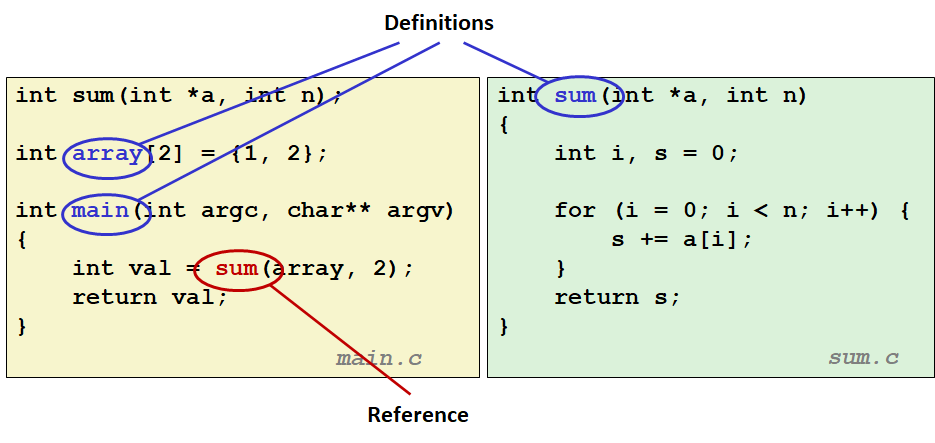 Definitions
int sum(int *a, int n);
int array[2] = {1, 2};
int main(int argc, char** argv)
{
    int val = sum(array, 2);
    return val;
}
main.c
int sum(int *a, int n)
{
    int i, s = 0;
    for (i = 0; i < n; i++) {
        s += a[i];
    }
    return s;
}
sum.c
Reference